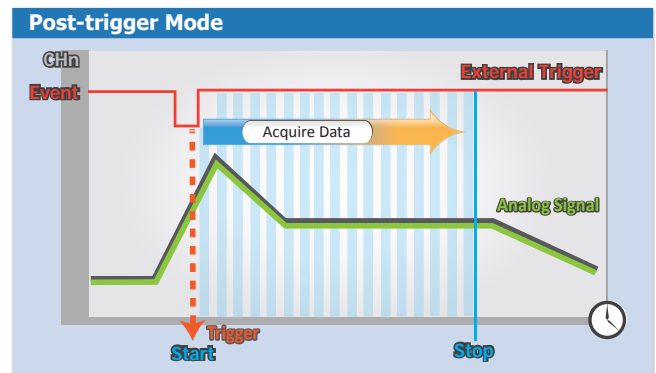 Post-trigger Mode
CHn
External Trigger
Event
Acquire Data
Analog Signal
Trigger
Start
Stop